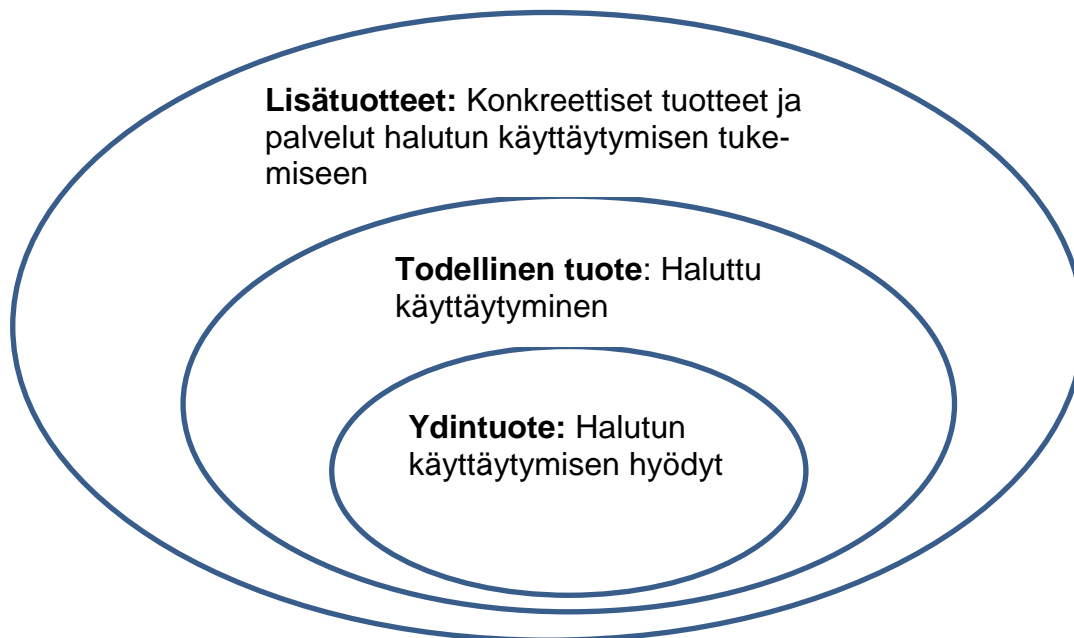 Lisätuotteet: Konkreettiset tuotteet ja
palvelut halutun käyttäytymisen tuke-
miseen
Todellinen tuote: Haluttu
käyttäytyminen
Ydintuote: Halutun
käyttäytymisen hyödyt